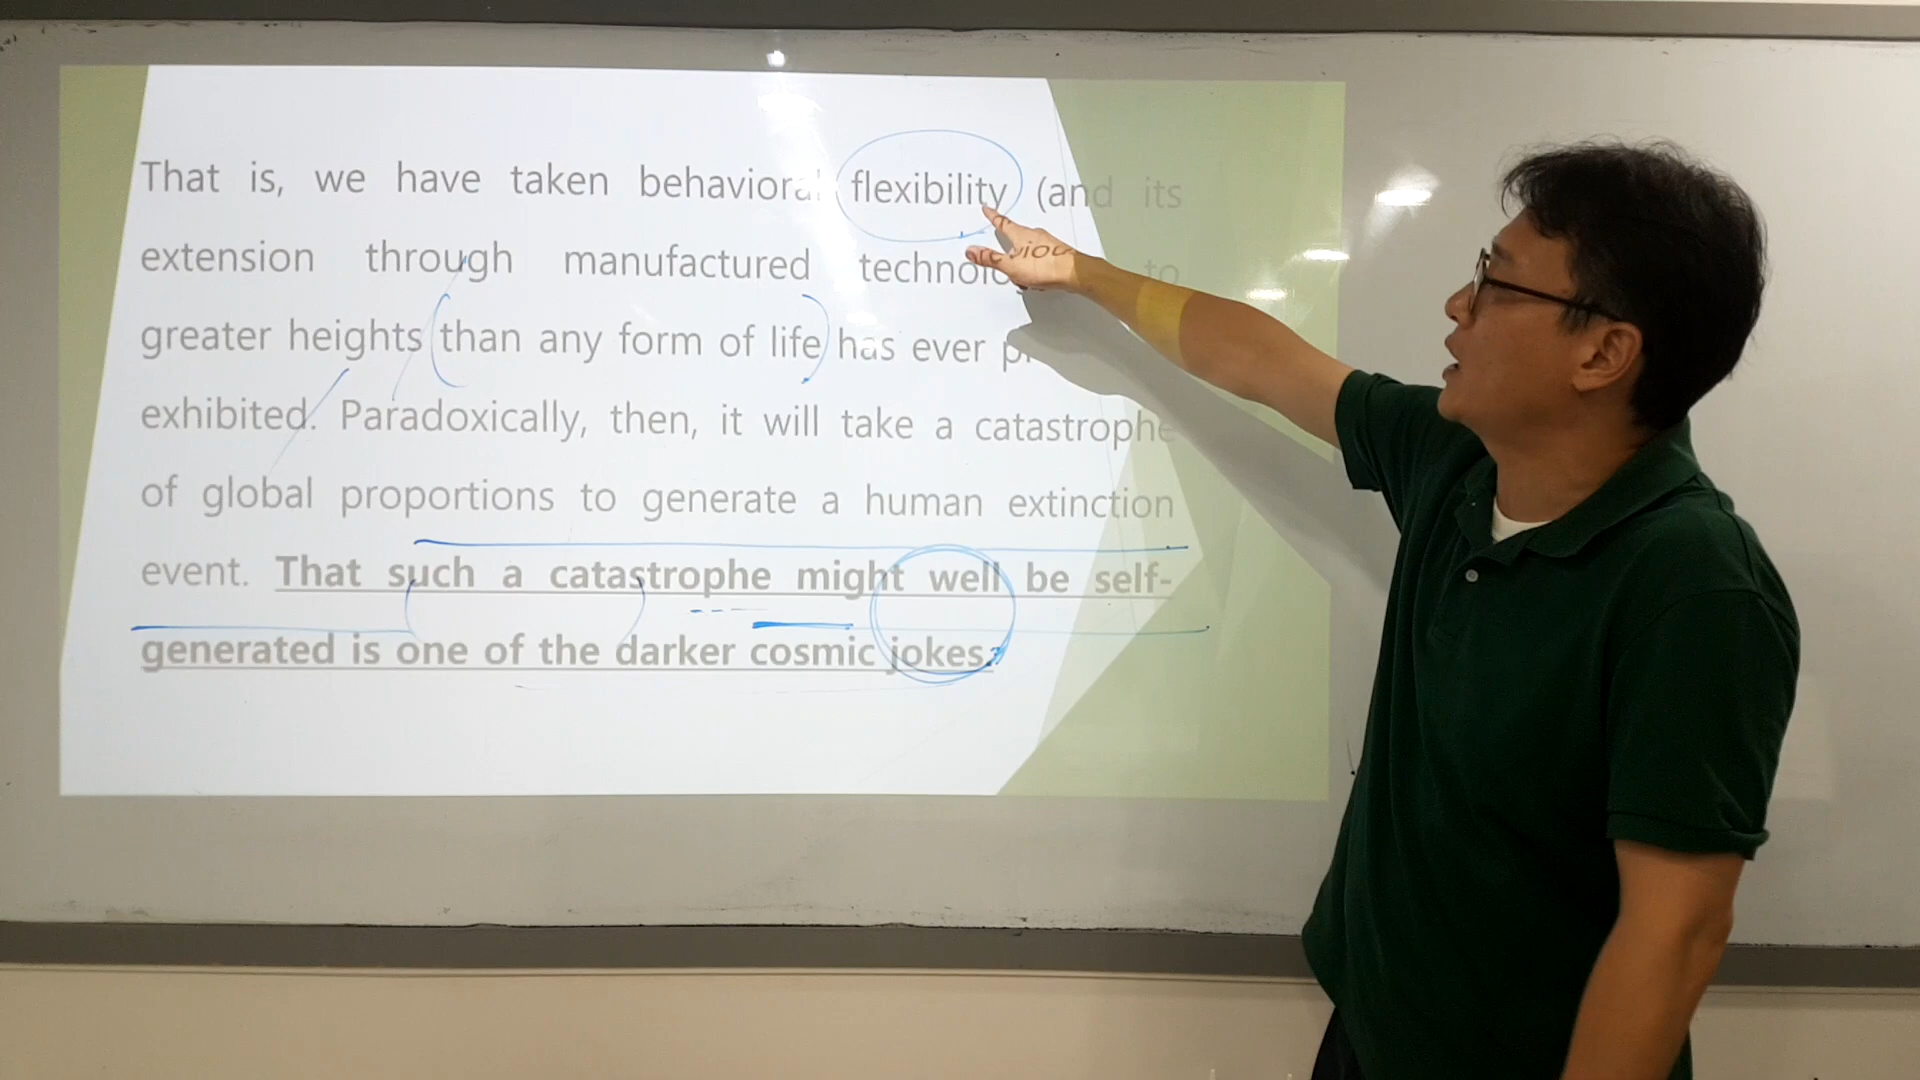 That is, we have taken behavioral flexibility (and its
extension through manufactured to
greater heights (than any form of life) has ever
exhibited. Paradoxically, then, it will take a catastrophe
of global proportions to generate a human extinction
event. That such a catastrophe might well be self-
generated is one of the darker cosmic jokes.